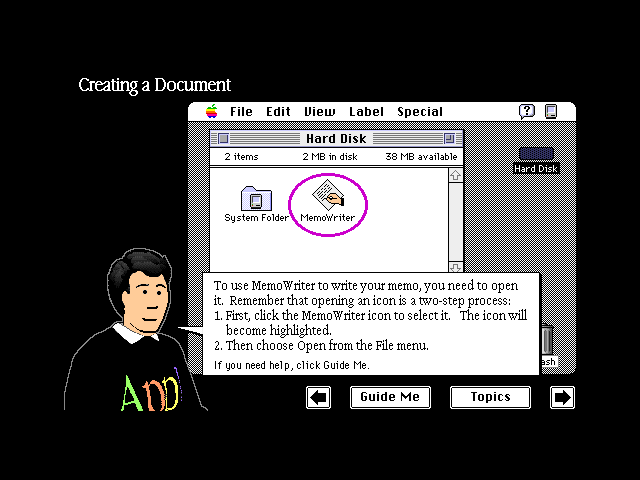 Creating a Document
File Edit View Label Special
Hard Disk
2 items 2 MB in disk 38 MB available
Hard Disk
System Folder MemoWriter
To use MemoWriter to write your memo, you need to open
it. Remember that opening an icon is a two-step process:
1. First, click the MemoWriter icon to select it. The icon will
become highlighted.
2. Then choose Open from the File menu.
If you need help, click Guide Me.
ash
App
Guide Me Topics